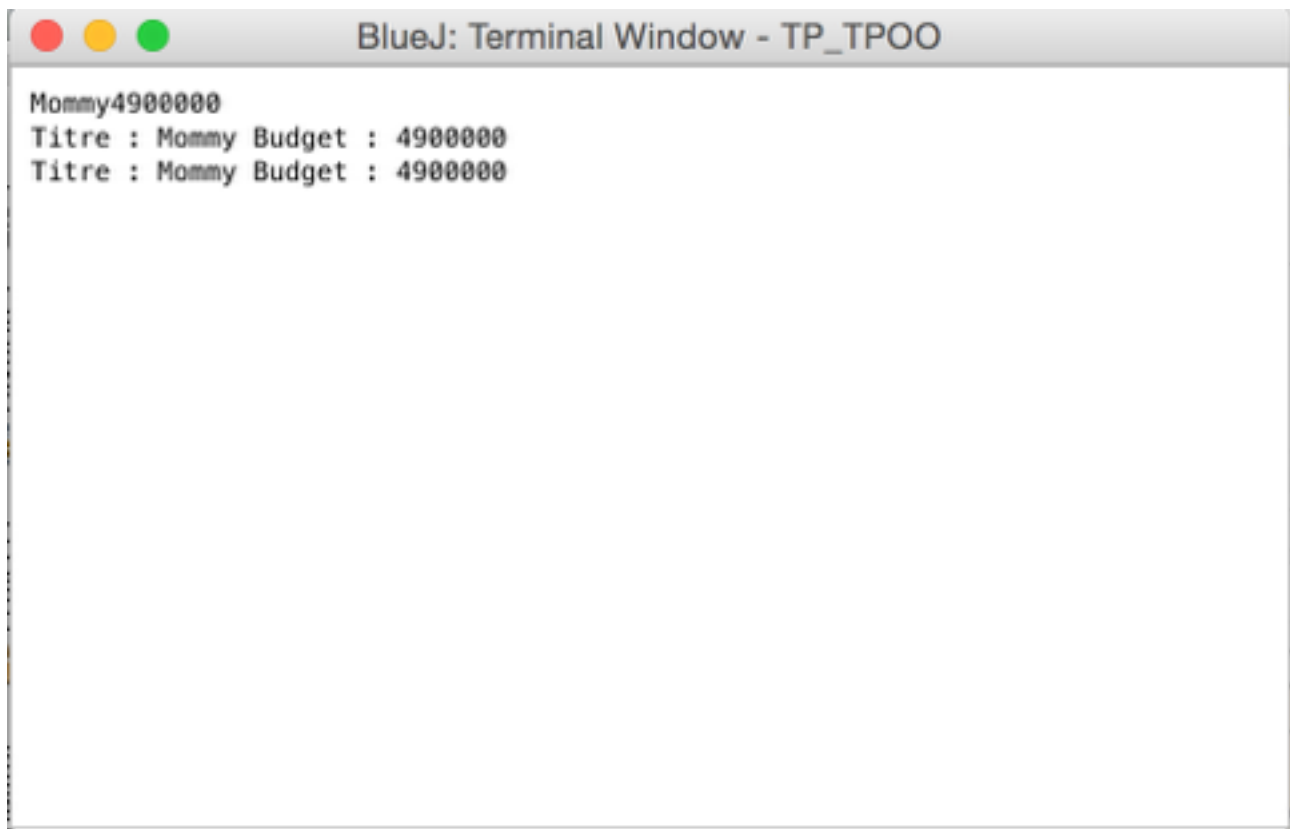 BlueJ: Terminal Window - TP_TPOO
Mommy4900000
Titre : Mommy Budget : 4900000
Titre : Mommy Budget : 4900000